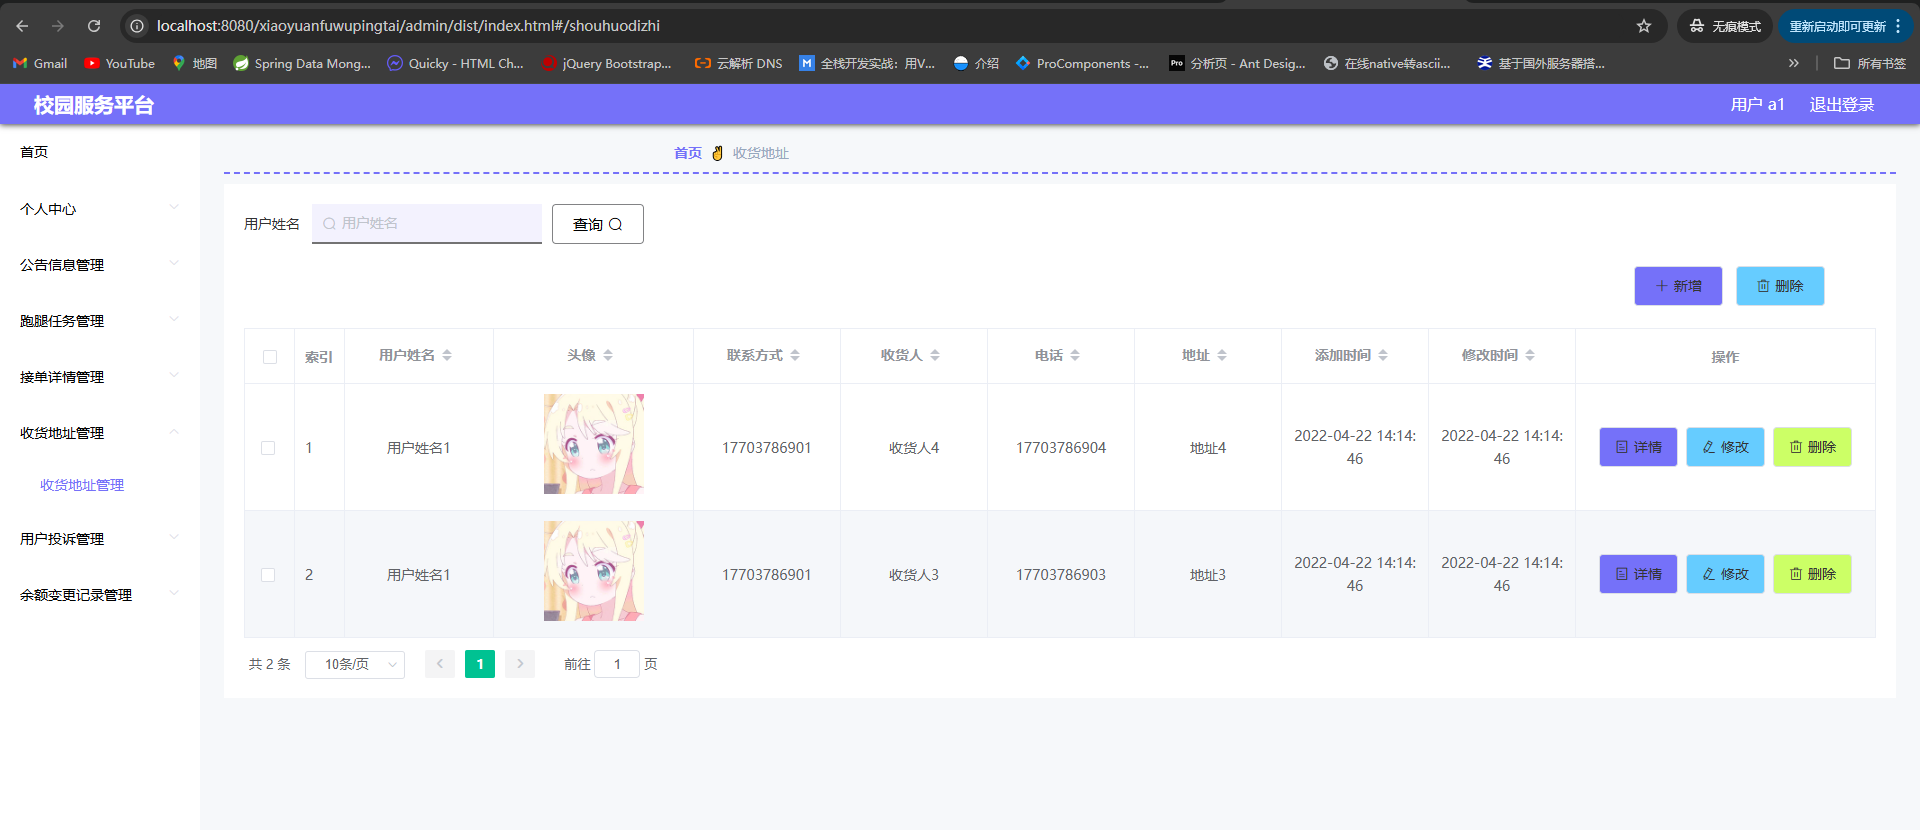 localhost:8080/xiaoyuanfuwupingtai/admin/dist/index.html#/shouhuodizhi
无痕模式
重新启动即可更新
Gmail
YouTube
地图
Spring Data Mong...
Quicky - HTML Ch...
jQuery Bootstrap...
云解析 DNS
全栈开发实战：用V...
介绍
ProComponents -...
Pro 分析页 - Ant Desig...
在线native转ascii...
基于国外服务器搭...
所有书签
校园服务平台
用户 a1
退出登录
首页
个人中心
公告信息管理
跑腿任务管理
接单详情管理
收货地址管理
收货地址管理
用户投诉管理
余额变更记录管理
首页 收货地址
用户姓名 用户姓名 查询
新增 删除
索引 用户姓名 头像 联系方式 收货人 电话 地址 添加时间 修改时间 操作
1 用户姓名1 17703786901 收货人4 17703786904 地址4 2022-04-22 14:14:46 2022-04-22 14:14:46 详情 修改 删除
2 用户姓名1 17703786901 收货人3 17703786903 地址3 2022-04-22 14:14:46 2022-04-22 14:14:46 详情 修改 删除
共 2 条 10条/页 1 前往 1 页